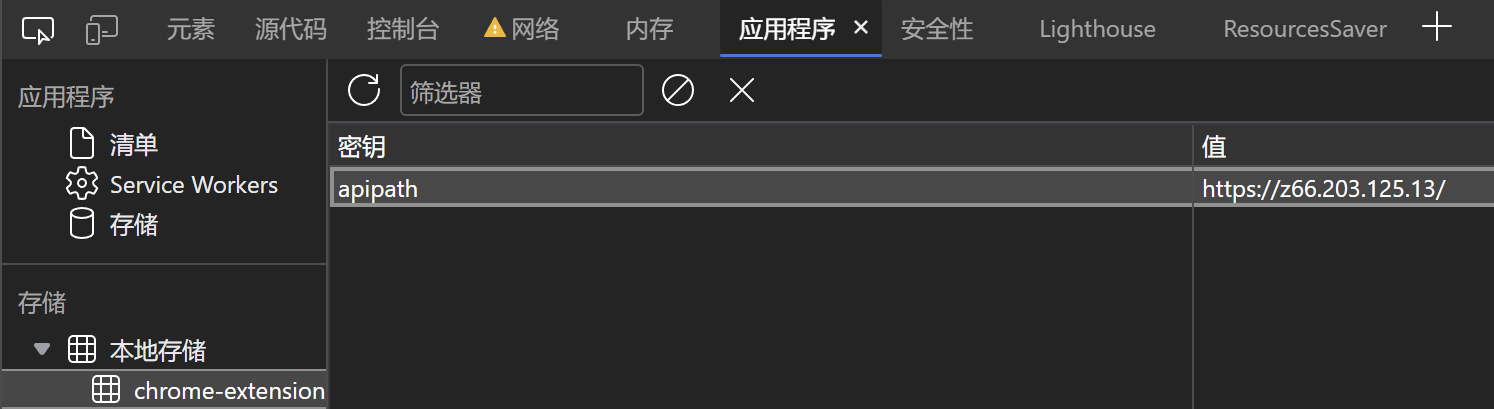 元素 源代码 控制台 网络 内存 应用程序 安全性 Lighthouse ResourcesSaver
应用程序
筛选器
清单
密钥 值
Service Workers
apipath https://z66.203.125.13/
存储
存储
本地存储
chrome-extension